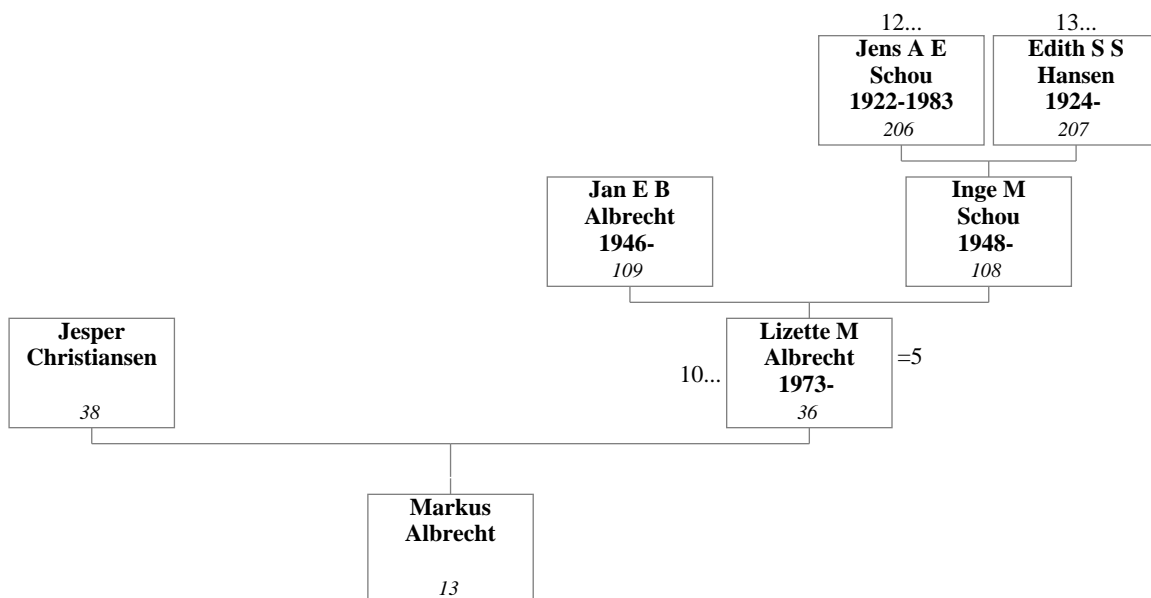 12...
Jens A E
Schou
1922-1983
206
13...
Edith S S
Hansen
1924-
207
Jan E B
Albrecht
1946-
109
Inge M
Schou
1948-
108
Jesper
Christiansen
38
10...
Lizette M
Albrecht
1973-
36
=5
Markus
Albrecht
13